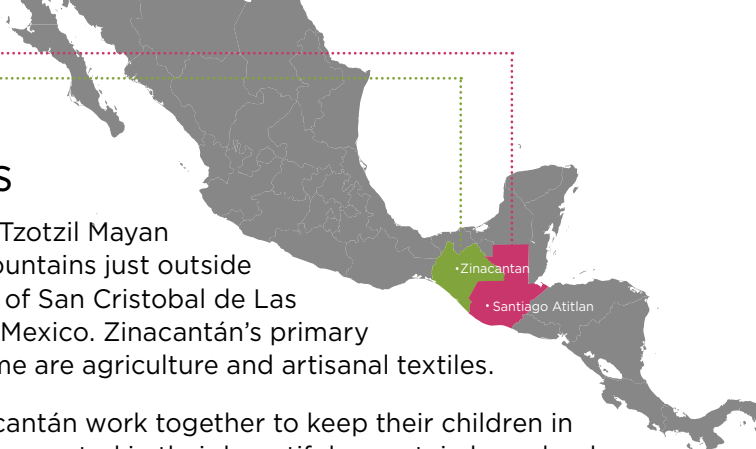 s
Tzotzil Mayan
ountains just outside
of San Cristobal de Las
Mexico. Zinacantán’s primary
me are agriculture and artisanal textiles.
cantán work together to keep their children in
Zinacantan
Santiago Atitlan